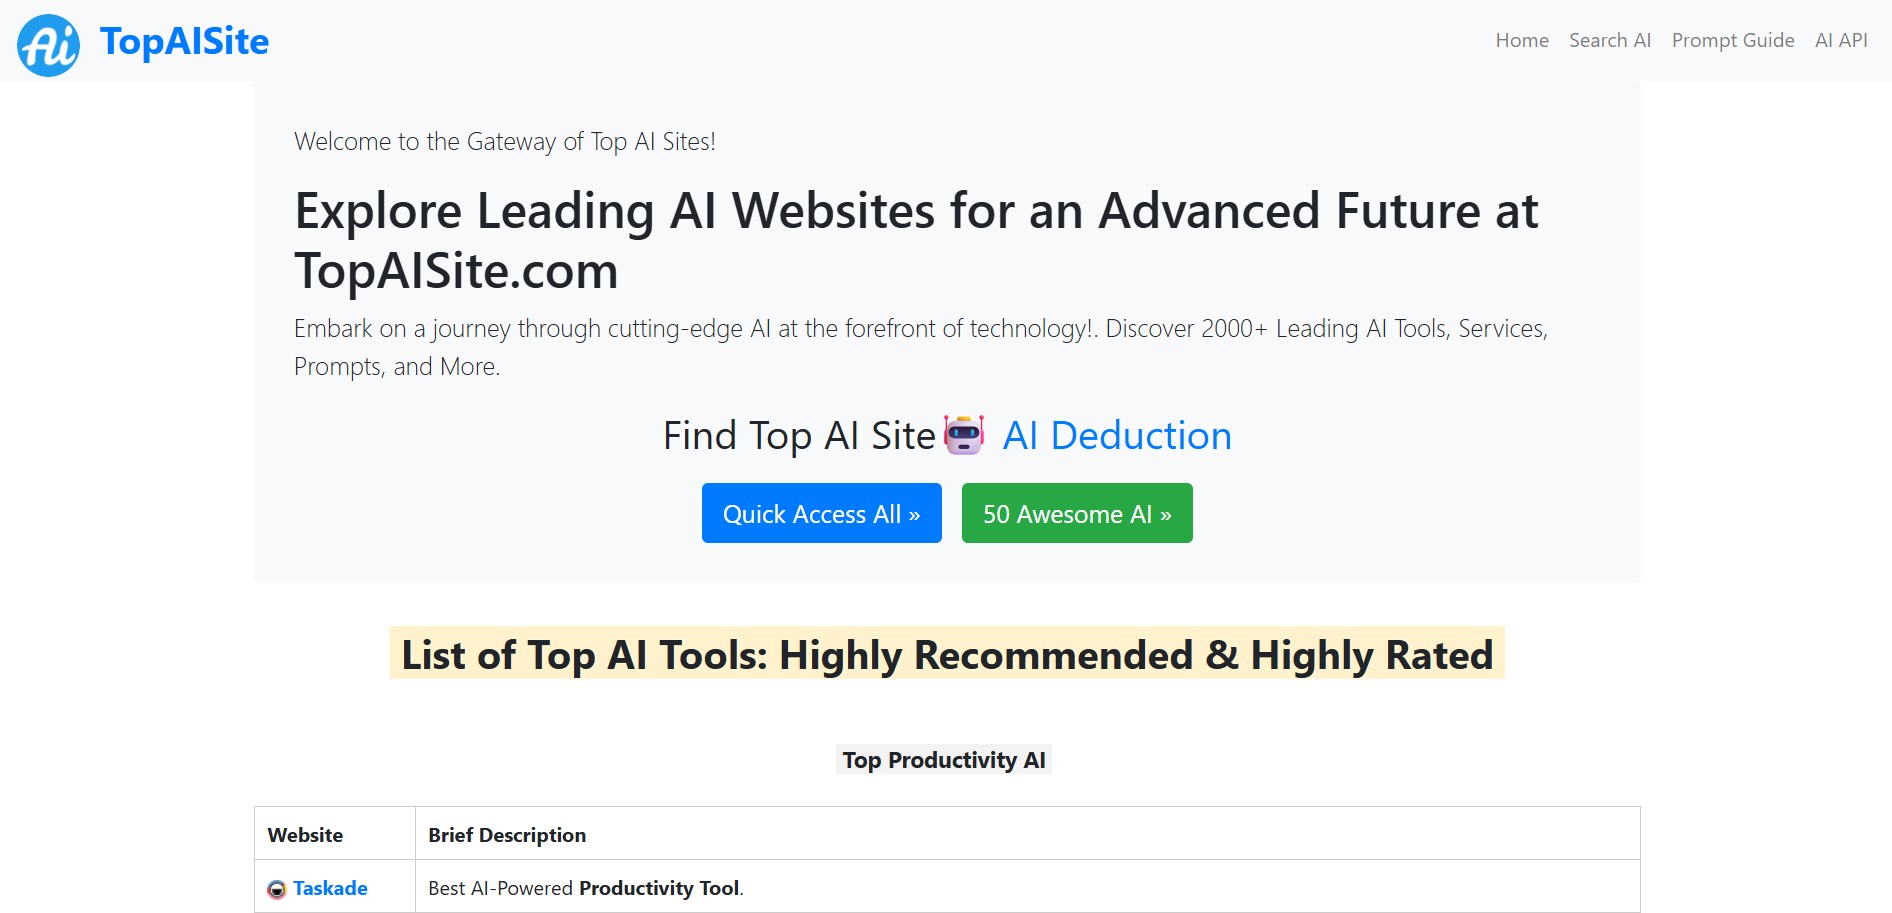 Ai TopAISite
Home Search AI Prompt Guide AI API
Welcome to the Gateway of Top AI Sites!
Explore Leading AI Websites for an Advanced Future at
TopAISite.com
Embark on a journey through cutting-edge AI at the forefront of technology!. Discover 2000+ Leading AI Tools, Services,
Prompts, and More.
Find Top AI Site🤖 AI Deduction
Quick Access All » 50 Awesome AI »
List of Top AI Tools: Highly Recommended & Highly Rated
Top Productivity AI
Website Brief Description
Taskade Best AI-Powered Productivity Tool.